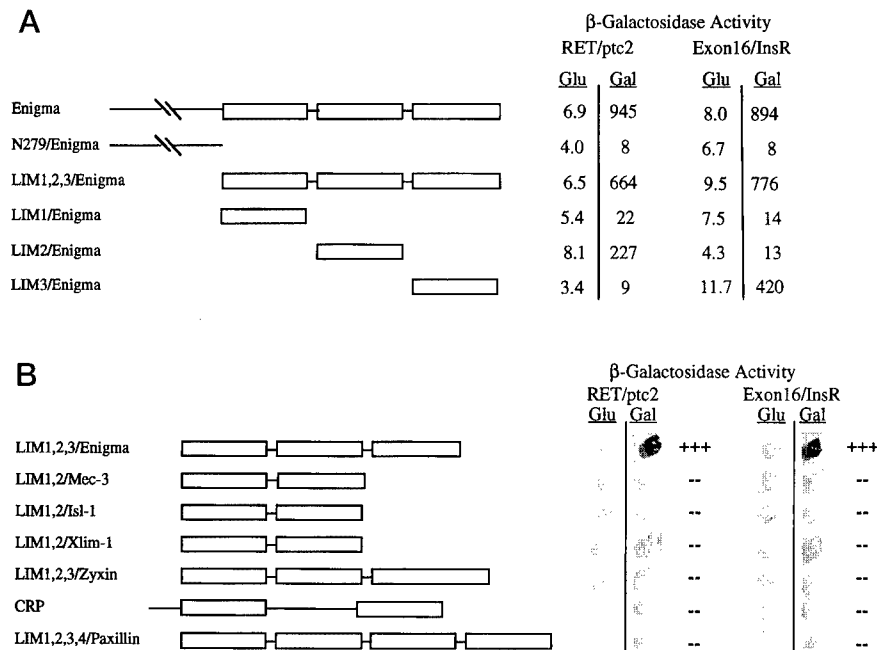 A
β-Galactosidase Activity
RET/ptc2 Exon16/InsR
Glu Gal Glu Gal
Enigma 6.9 945 8.0 894
N279/Enigma 4.0 8 6.7 8
LIM1,2,3/Enigma 6.5 664 9.5 776
LIM1/Enigma 5.4 22 7.5 14
LIM2/Enigma 8.1 227 4.3 13
LIM3/Enigma 3.4 9 11.7 420
B
β-Galactosidase Activity
RET/ptc2 Exon16/InsR
Glu Gal Glu Gal
LIM1,2,3/Enigma +++ +++
LIM1,2/Mec-3 -- --
LIM1,2/Isl-1 -- --
LIM1,2/Xlim-1 -- --
LIM1,2,3/Zyxin -- --
CRP -- --
LIM1,2,3,4/Paxillin -- --